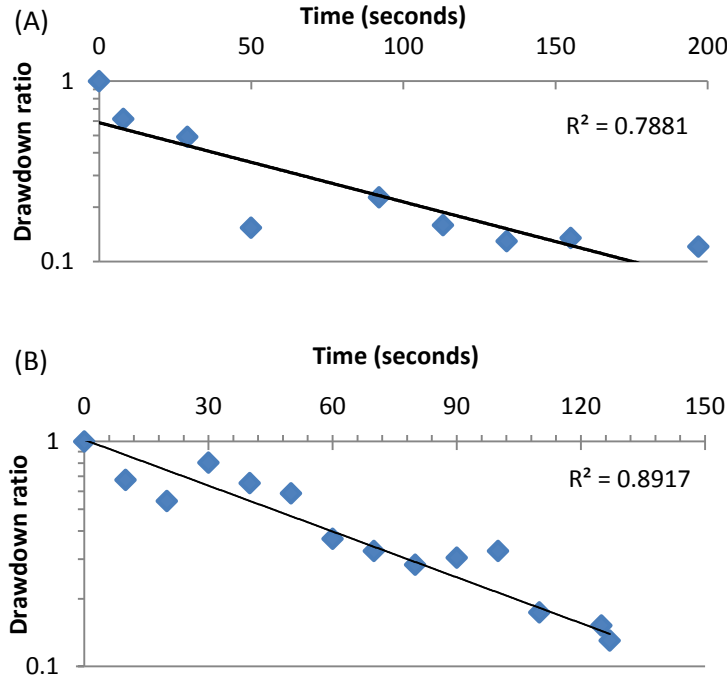 (A)
Time (seconds)
0 50 100 150 200
1
R² = 0.7881
Drawdown ratio
0.1
(B)
Time (seconds)
0 30 60 90 120 150
1
R² = 0.8917
Drawdown ratio
0.1